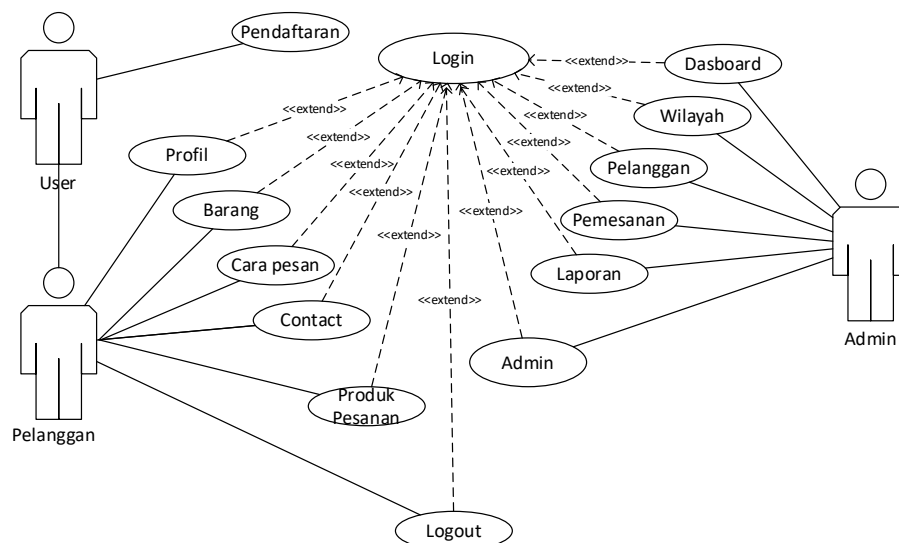 Pendaftaran
Login
Dasboard
<<extend>>
Wilayah
<<extend>>
<<extend>>
<<extend>>
<<extend>>
<<extend>>
<<extend>>
<<extend>>
<<extend>>
<<extend>>
<<extend>>
<<extend>>
User
Profil
Pelanggan
Barang
Pemesanan
Cara pesan
Laporan
Contact
Admin
Admin
Produk
Pesanan
Pelanggan
Logout